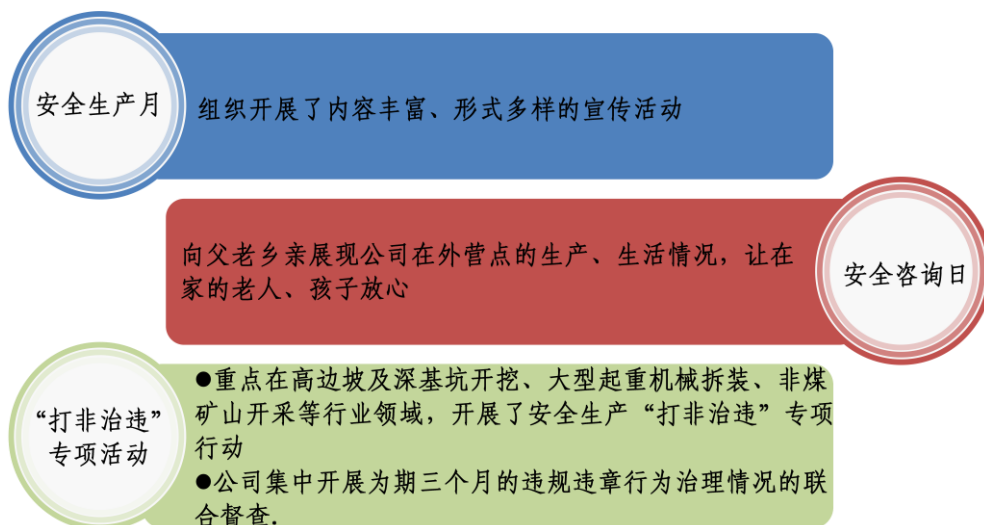 安全生产月
组织开展了内容丰富、形式多样的宣传活动
向父老乡亲展现公司在外营点的生产、生活情况，让在
家的老人、孩子放心
安全咨询日
“打非治违”
专项活动
●重点在高边坡及深基坑开挖、大型起重机械拆装、非煤
矿山开采等行业领域，开展了安全生产“打非治违”专项
行动
●公司集中开展为期三个月的违规违章行为治理情况的联
合督查.